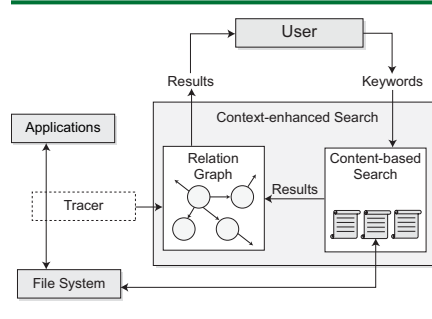 User
Results
Keywords
Context-enhanced Search
Applications
Relation
Graph
Content-based
Search
Results
Tracer
File System